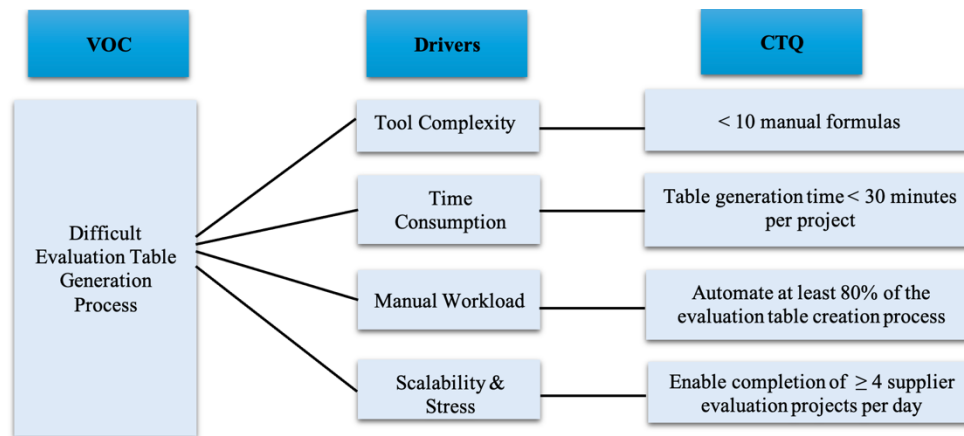 VOC
Drivers
CTQ
Difficult
Evaluation Table
Generation
Process
Tool Complexity
< 10 manual formulas
Time
Consumption
Table generation time < 30 minutes
per project
Manual Workload
Automate at least 80% of the
evaluation table creation process
Scalability &
Stress
Enable completion of ≥ 4 supplier
evaluation projects per day